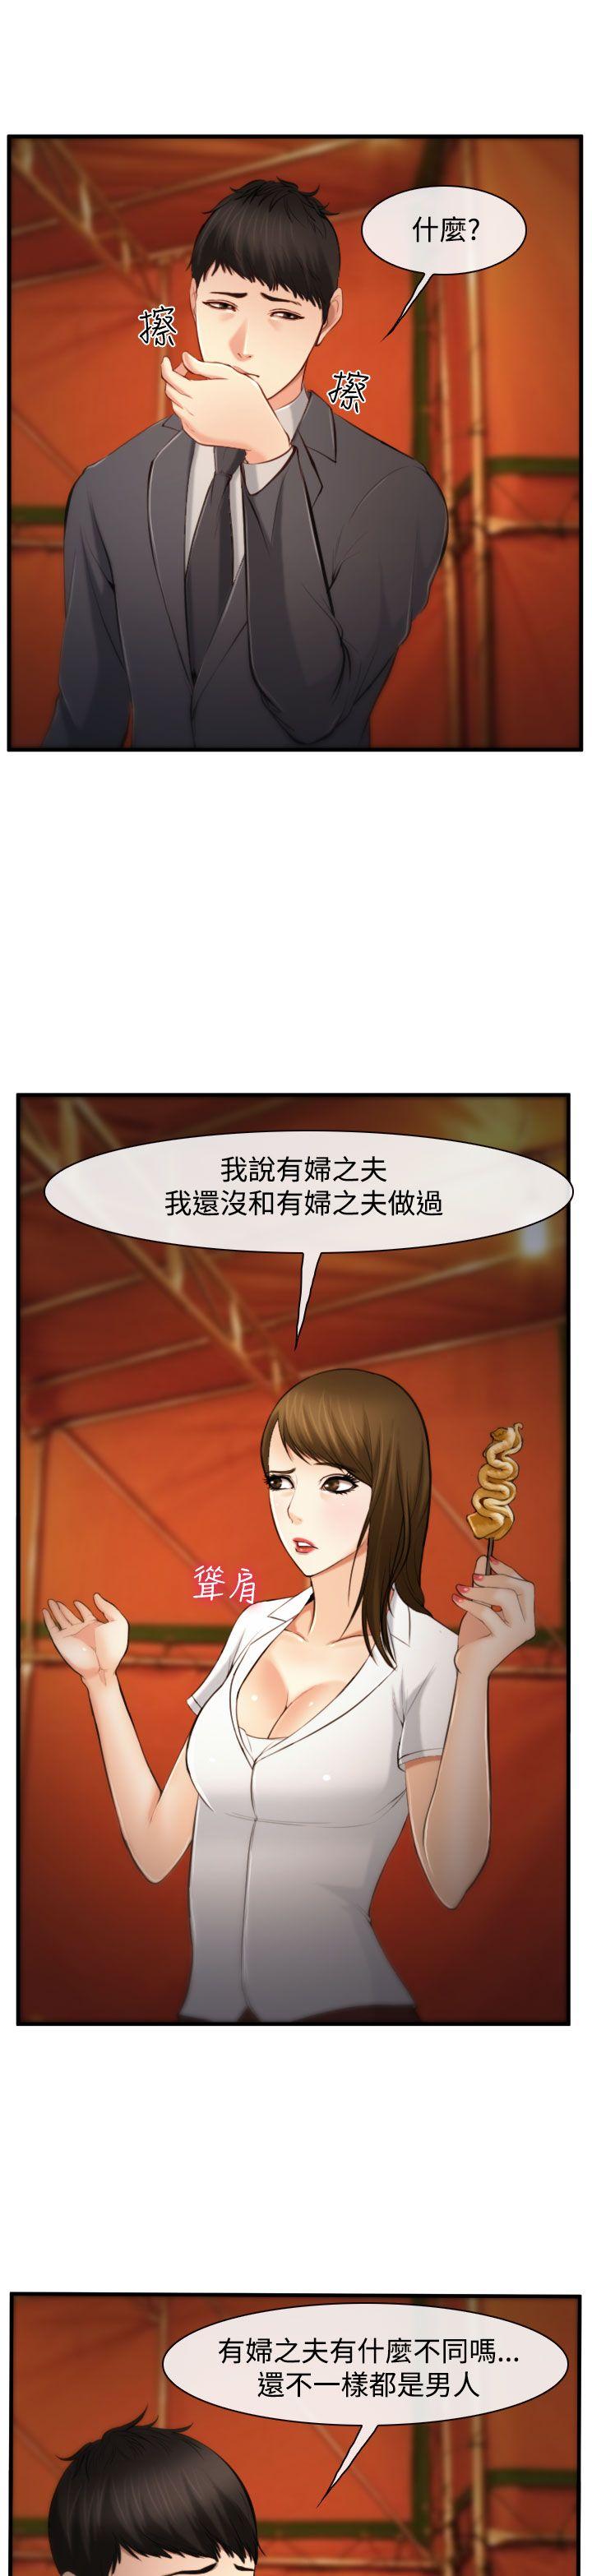 什麼?
擦
擦
我說有婦之夫
我還沒和有婦之夫做過
聳肩
有婦之夫有什麼不同嗎...
還不一樣都是男人